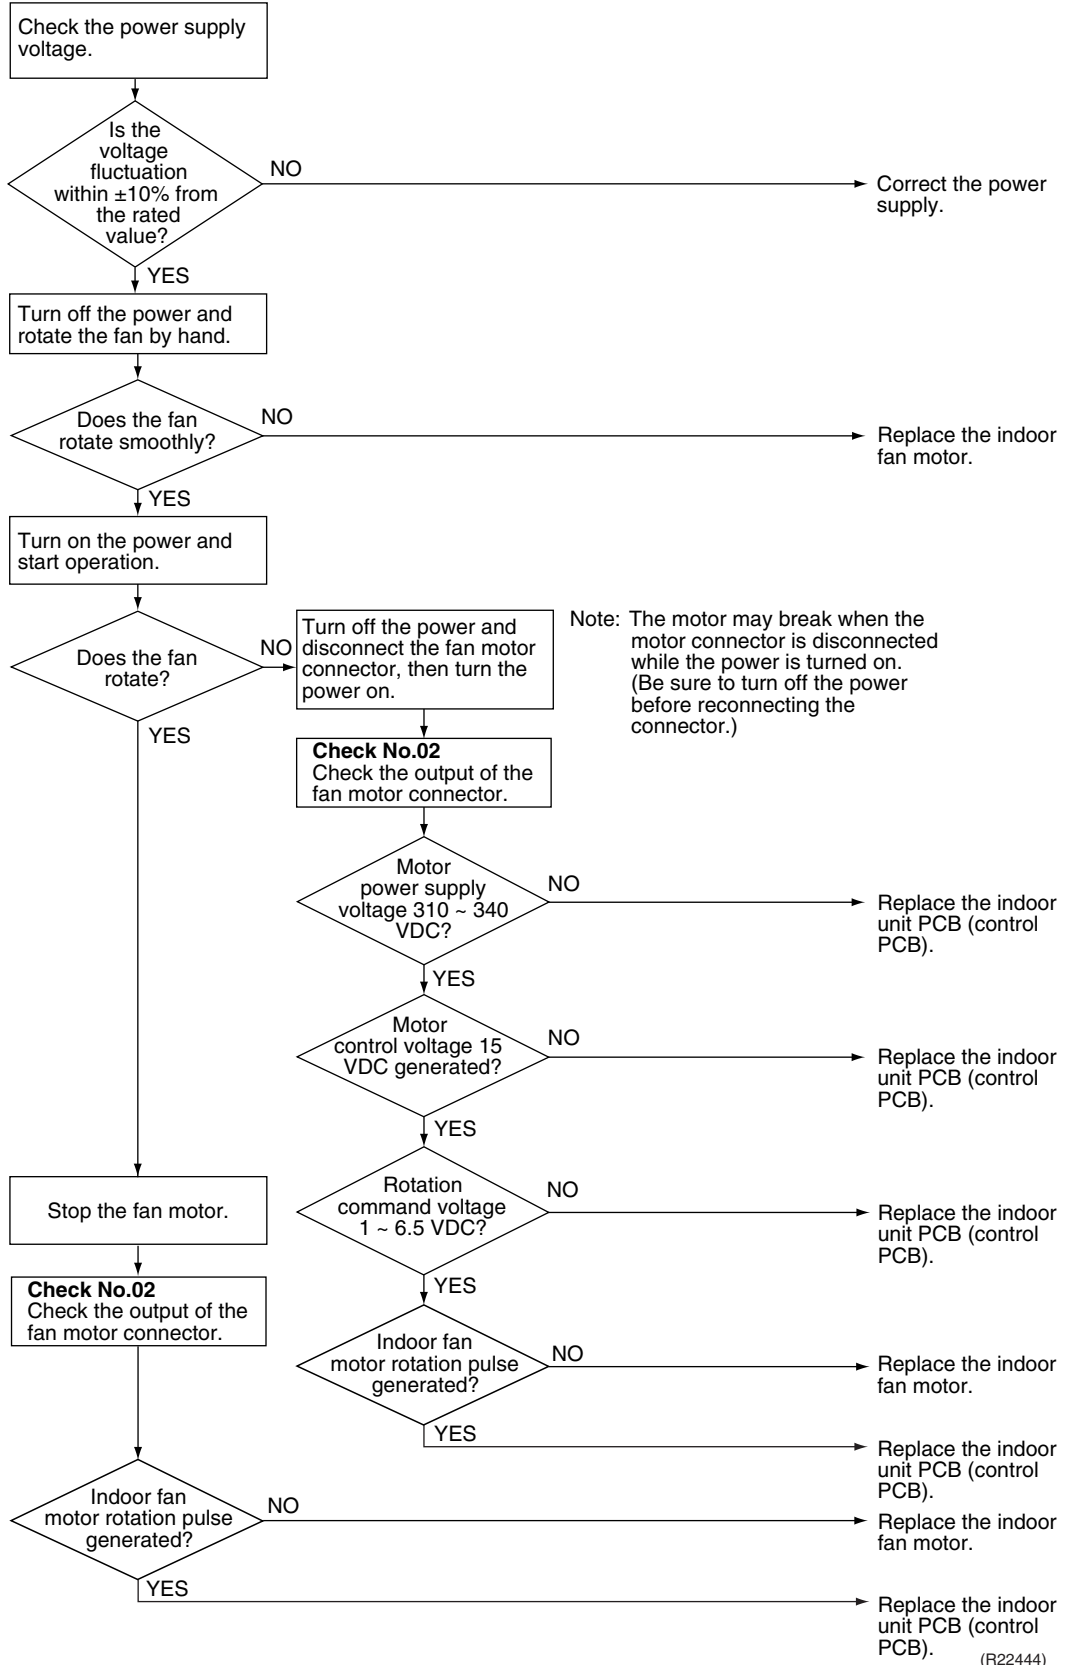 Check the power supply
voltage.
Is the
voltage
fluctuation
within ±10% from
the rated
value?
NO
Correct the power
supply.
YES
Turn off the power and
rotate the fan by hand.
Does the fan
rotate smoothly?
NO
Replace the indoor
fan motor.
YES
Turn on the power and
start operation.
Does the fan
rotate?
NO
Turn off the power and
disconnect the fan motor
connector, then turn the
power on.
Note: The motor may break when the
motor connector is disconnected
while the power is turned on.
(Be sure to turn off the power
before reconnecting the
connector.)
YES
Check No.02
Check the output of the
fan motor connector.
Motor
power supply
voltage 310 ~ 340
VDC?
NO
Replace the indoor
unit PCB (control
PCB).
YES
Motor
control voltage 15
VDC generated?
NO
Replace the indoor
unit PCB (control
PCB).
YES
Rotation
command voltage
1 ~ 6.5 VDC?
NO
Replace the indoor
unit PCB (control
PCB).
YES
Indoor fan
motor rotation pulse
generated?
NO
Replace the indoor
fan motor.
YES
Replace the indoor
unit PCB (control
PCB).
Stop the fan motor.
Check No.02
Check the output of the
fan motor connector.
Indoor fan
motor rotation pulse
generated?
NO
Replace the indoor
fan motor.
YES
Replace the indoor
unit PCB (control
PCB).
(R22444)